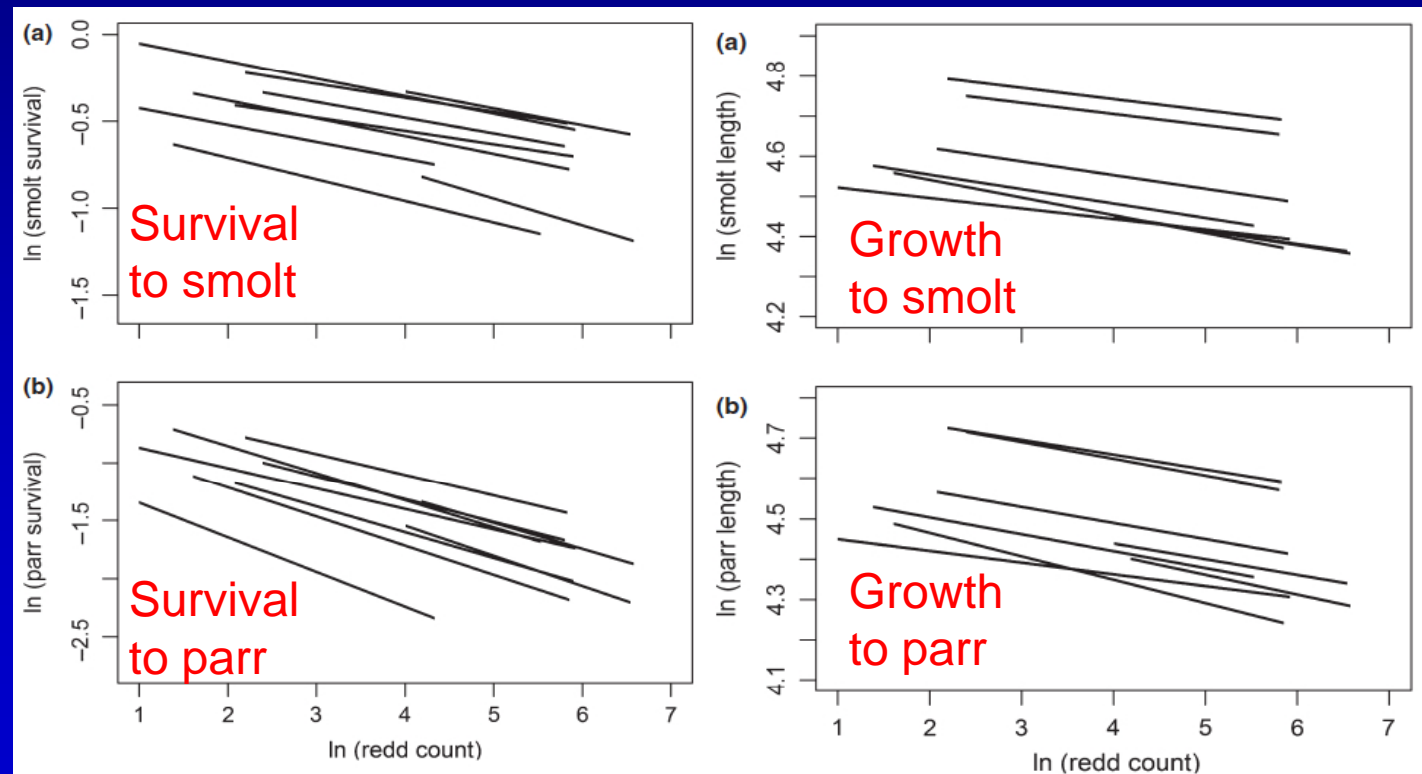 (a)
ln (smolt survival)
0.0
−0.5
−1.0
−1.5
Survival
to smolt
(a)
ln (smolt length)
4.8
4.6
4.4
4.2
Growth
to smolt
(b)
ln (parr survival)
−0.5
−1.5
−2.5
Survival
to parr
1 2 3 4 5 6 7
ln (redd count)
(b)
ln (parr length)
4.7
4.5
4.3
4.1
Growth
to parr
1 2 3 4 5 6 7
ln (redd count)